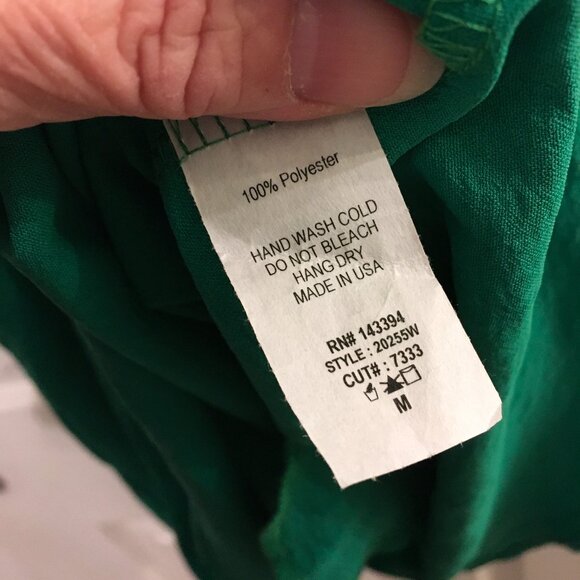 100% Polyester
HAND WASH COLD
DO NOT BLEACH
HANG DRY
MADE IN USA
RN# 143394
STYLE : 20255W
CUT# : 7333
M